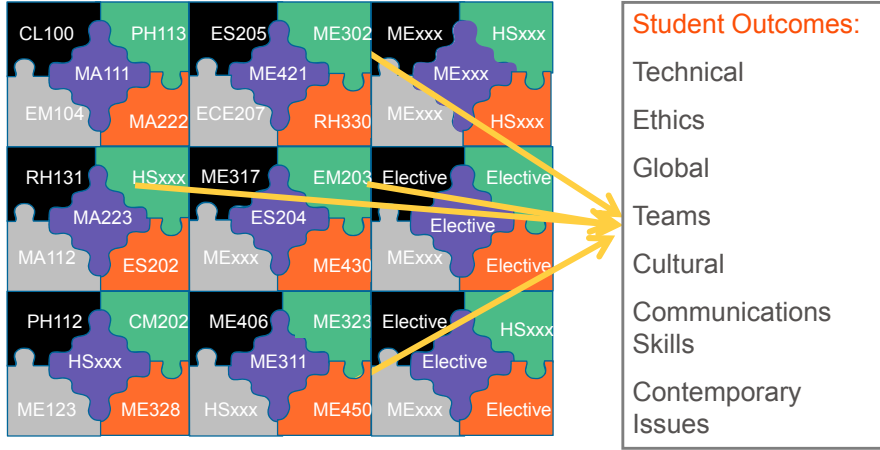 CL100 PH113 ES205 ME302 MExxx HSxxx
MA111 ME421 MExxx
EM104 MA222 ECE207 RH330 MExxx HSxxx
RH131 HSxxx ME317 EM203 Elective Elective
MA223 ES204 Elective
MA112 ES202 MExxx ME430 MExxx Elective
PH112 CM202 ME406 ME323 Elective HSxxx
HSxxx ME311 Elective
ME123 ME328 HSxxx ME450 MExxx Elective
Student Outcomes:
Technical
Ethics
Global
Teams
Cultural
Communications
Skills
Contemporary
Issues